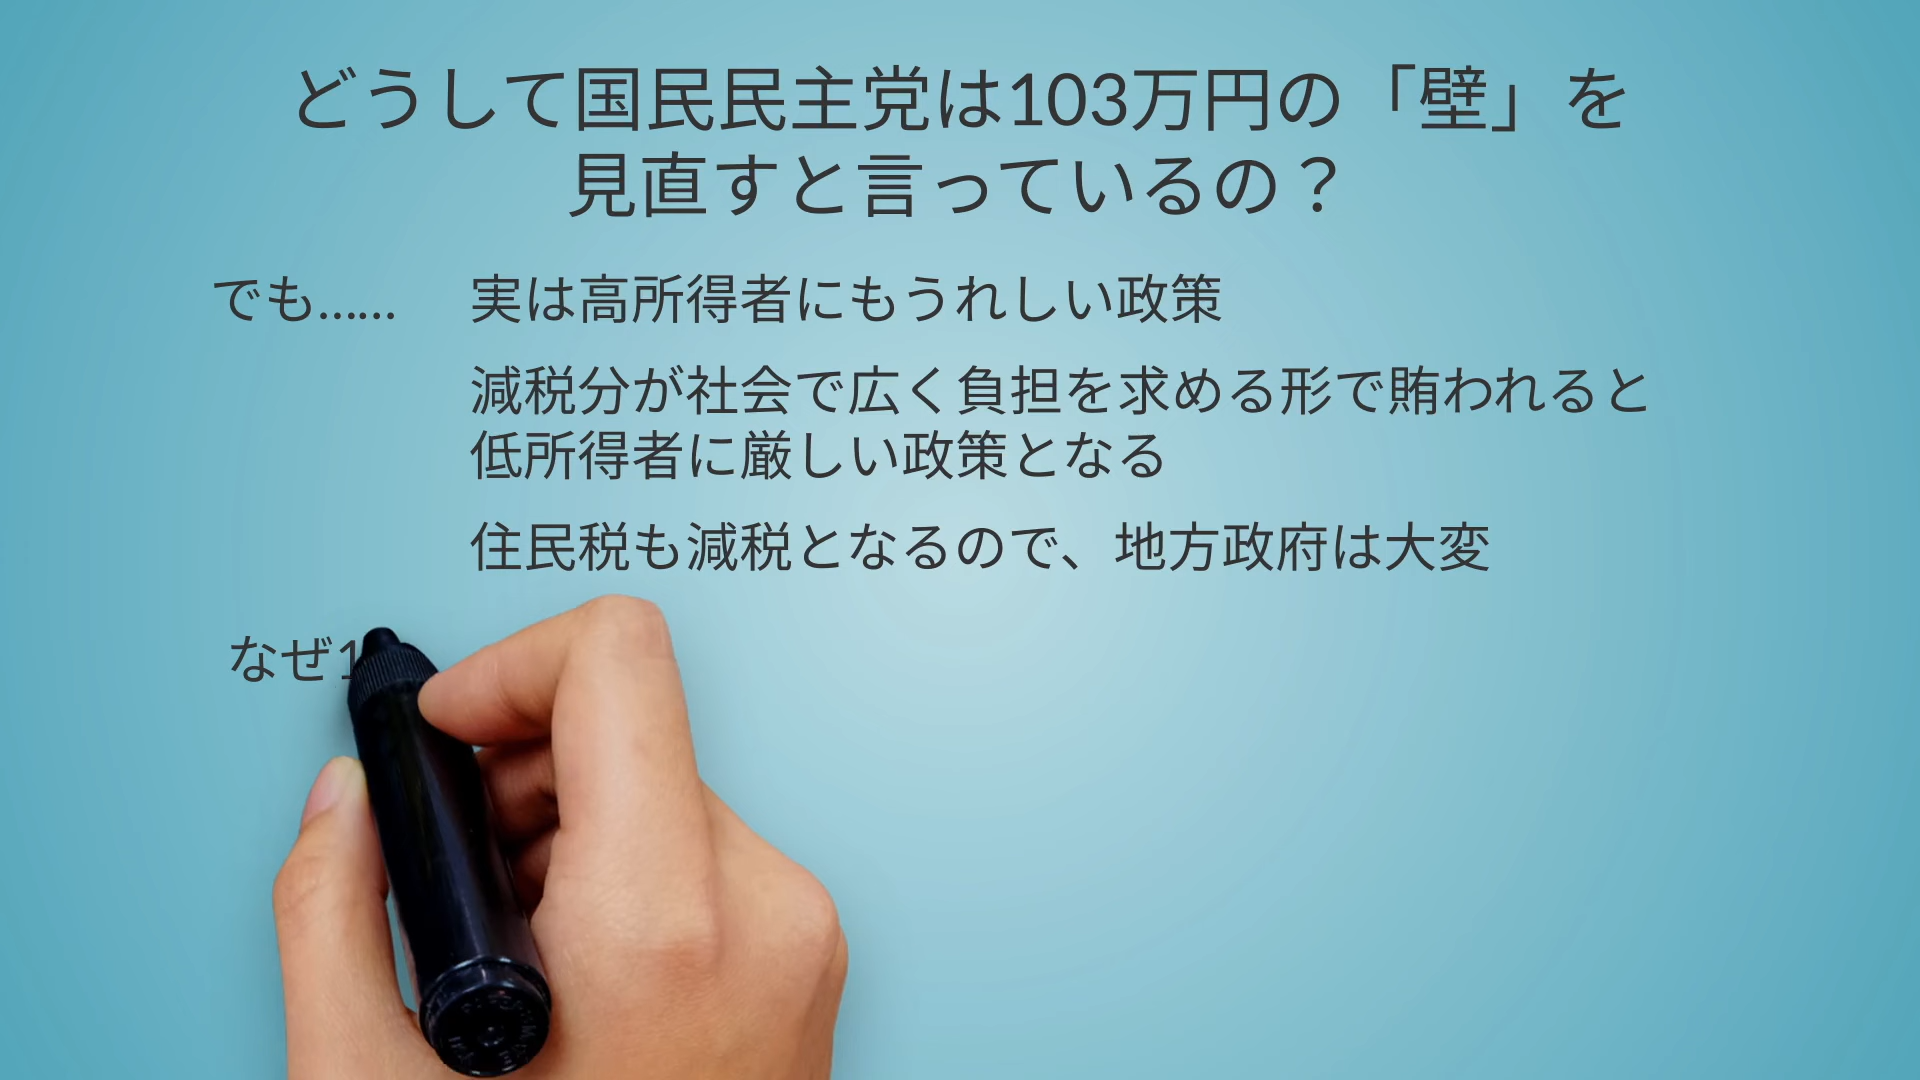 どうして国民民主党は103万円の「壁」を
見直すと言っているの？
でも…… 実は高所得者にもうれしい政策
減税分が社会で広く負担を求める形で賄われると
低所得者に厳しい政策となる
住民税も減税となるので、地方政府は大変
なぜ1